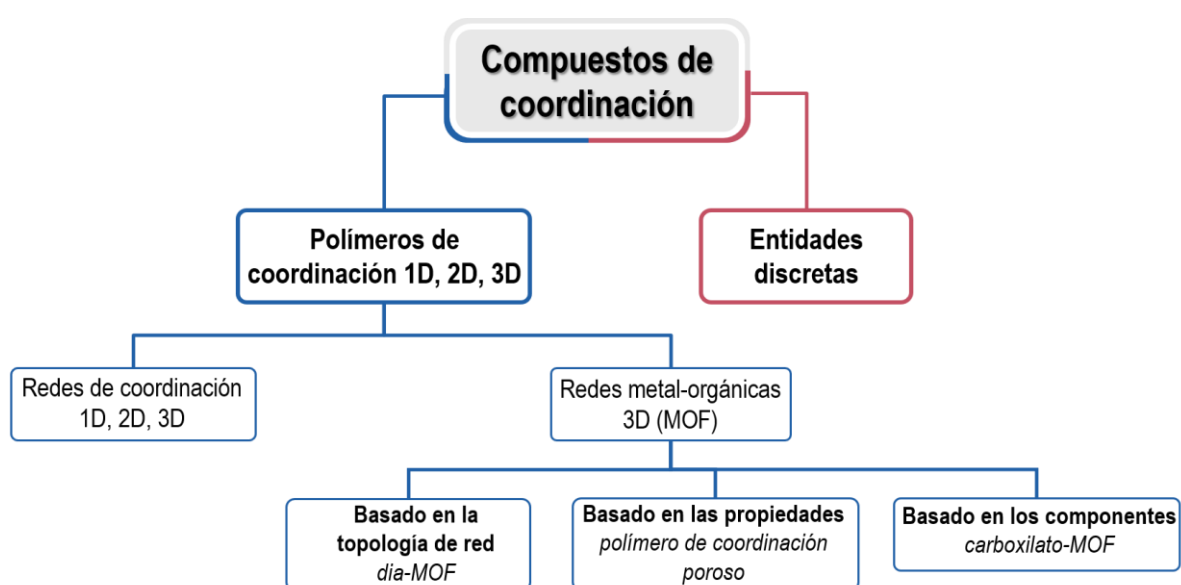 Compuestos de
coordinación
Polímeros de
coordinación 1D, 2D, 3D
Entidades
discretas
Redes de coordinación
1D, 2D, 3D
Redes metal-orgánicas
3D (MOF)
Basado en la
topología de red
dia-MOF
Basado en las propiedades
polímero de coordinación
poroso
Basado en los componentes
carboxilato-MOF